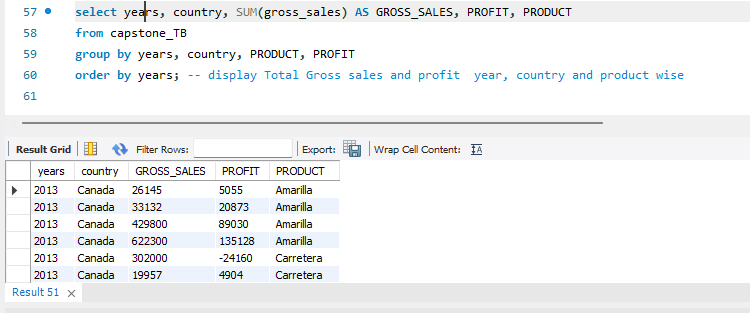 57 select years, country, SUM(gross_sales) AS GROSS_SALES, PROFIT, PRODUCT
58 from capstone_TB
59 group by years, country, PRODUCT, PROFIT
60 order by years; -- display Total Gross sales and profit  year, country and product wise
61
Result Grid Filter Rows: Export: Wrap Cell Content:
years country GROSS_SALES PROFIT PRODUCT
2013 Canada 26145 5055 Amarilla
2013 Canada 33132 20873 Amarilla
2013 Canada 429800 89030 Amarilla
2013 Canada 622300 135128 Amarilla
2013 Canada 302000 -24160 Carretera
2013 Canada 19957 4904 Carretera
Result 51